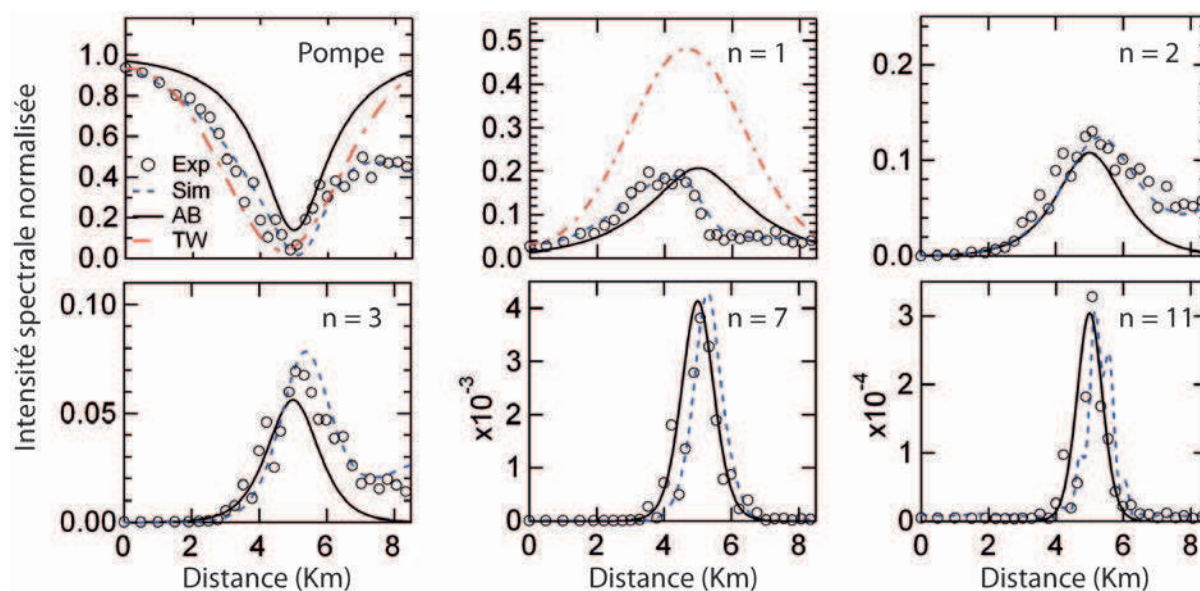 Intensité spectrale normalisée
Pompe
1.0
0.8
0.6
0.4
0.2
0.0
Exp
Sim
AB
TW
n = 1
0.5
0.4
0.3
0.2
0.1
0.0
n = 2
0.2
0.1
0.0
n = 3
0.10
0.05
0.00
0 2 4 6 8
Distance (Km)
n = 7
x10-3
4
3
2
1
0
0 2 4 6 8
Distance (Km)
n = 11
x10-4
3
2
1
0
0 2 4 6 8
Distance (Km)